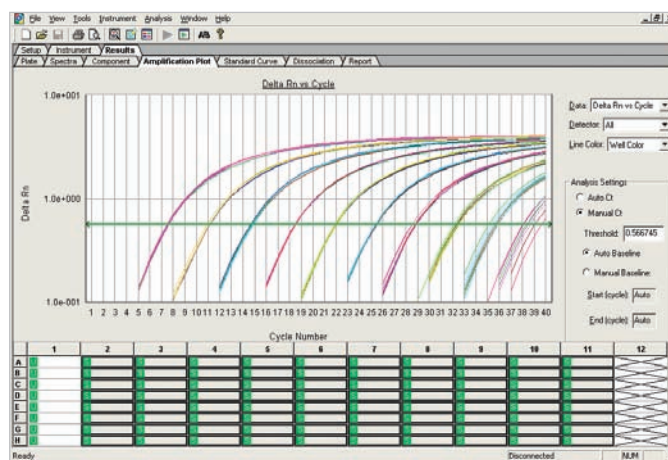 File View Tools Instrument Analysis Window Help
Setup Instrument Results
Plate Spectra Component Amplification Plot Standard Curve Dissociation Report
Delta Rn vs Cycle
1.0e+001
1.0e+000
1.0e-001
Delta Rn
1 2 3 4 5 6 7 8 9 10 11 12 13 14 15 16 17 18 19 20 21 22 23 24 25 26 27 28 29 30 31 32 33 34 35 36 37 38 39 40
Cycle Number
Data: Delta Rn vs Cycle
Detector: All
Line Color: Well Color
Analysis Settings
Auto Ct
Manual Ct
Threshold: 0.566745
Auto Baseline
Manual Baseline:
Start (cycle): Auto
End (cycle): Auto
1 2 3 4 5 6 7 8 9 10 11 12
A
B
C
D
E
F
G
H
Ready Disconnected NUM